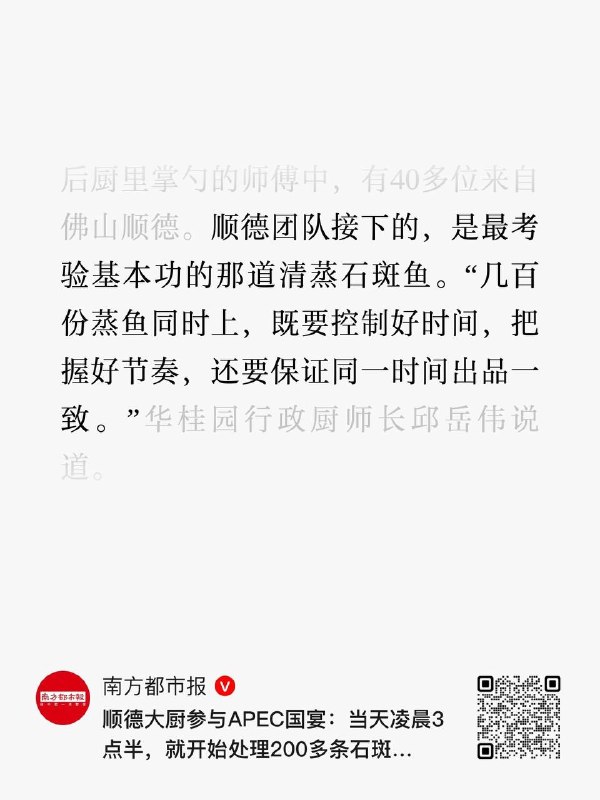 后厨里掌勺的师傅中，有40多位来自
佛山顺德。顺德团队接下的，是最考
验基本功的那道清蒸石斑鱼。“几百
份蒸鱼同时上，既要控制好时间，把
握好节奏，还要保证同一时间出品一
致。”华桂园行政厨师长邱岳伟说
道。
南方都市报
南方都市报 V
顺德大厨参与APEC国宴：当天凌晨3
点半，就开始处理200多条石斑...